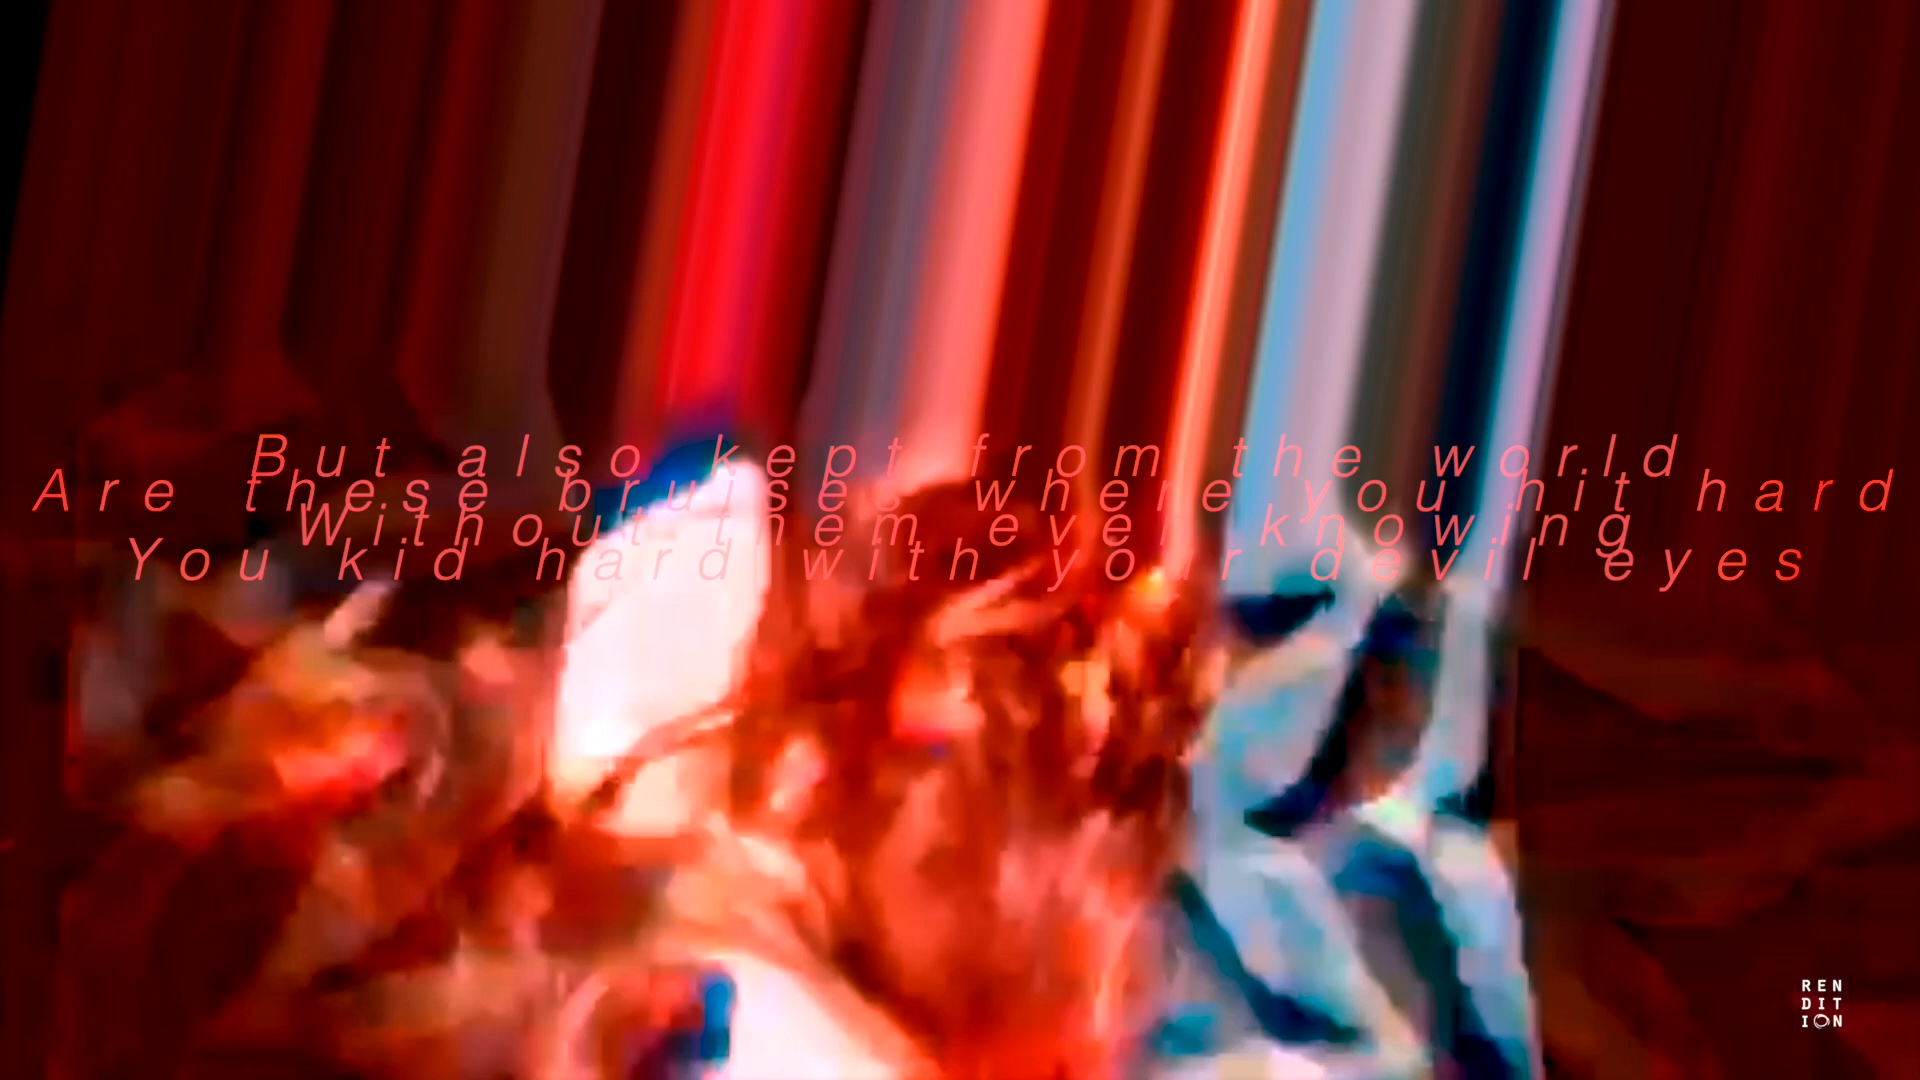 But also kept from the world
Are these bruises where you hit hard
Without them ever knowing
You kid hard with your devil eyes
REN
DIT
ION